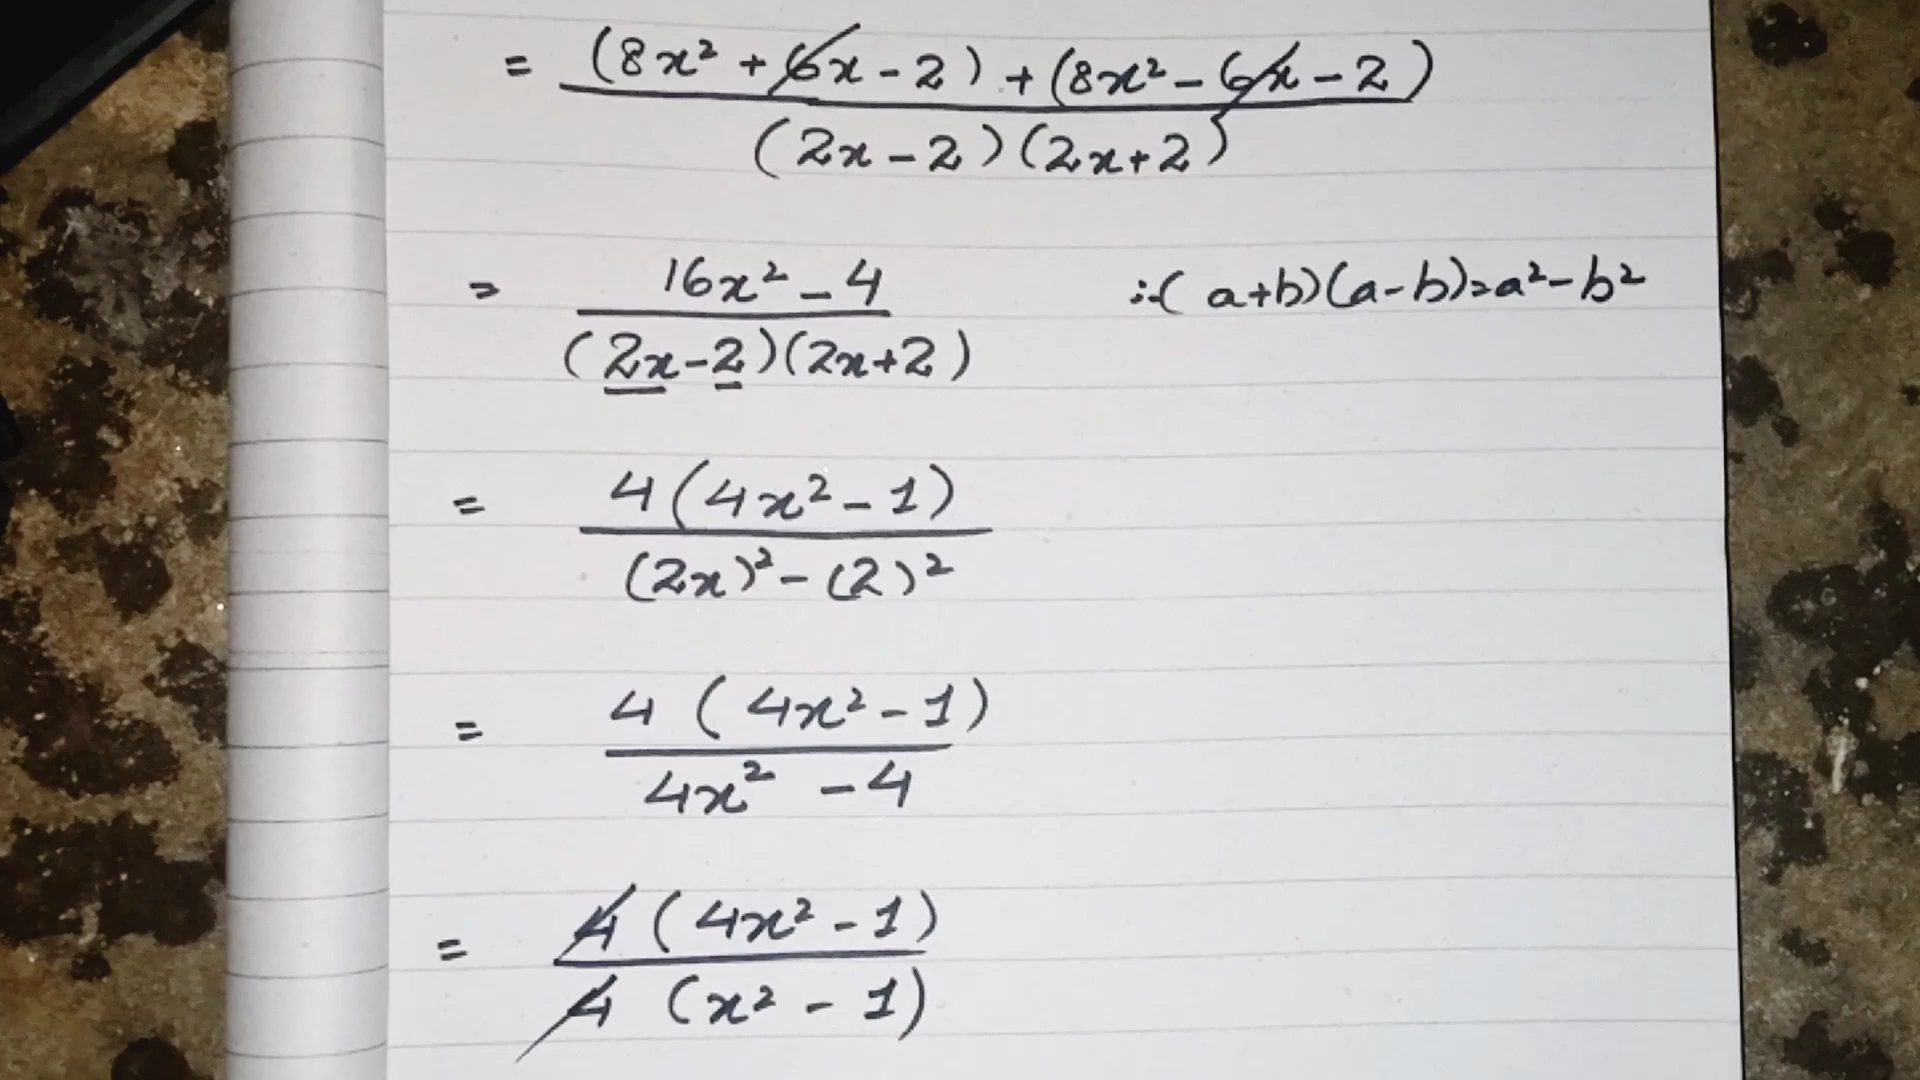 = (8x² + 6x - 2) + (8x² - 6x - 2)
(2x - 2)(2x + 2)
= 16x² - 4 ∵ (a+b)(a-b)=a²-b²
(2x-2)(2x+2)
= 4(4x²-1)
(2x)²-(2)²
= 4(4x²-1)
4x² - 4
= 4(4x²-1)
4(x²-1)